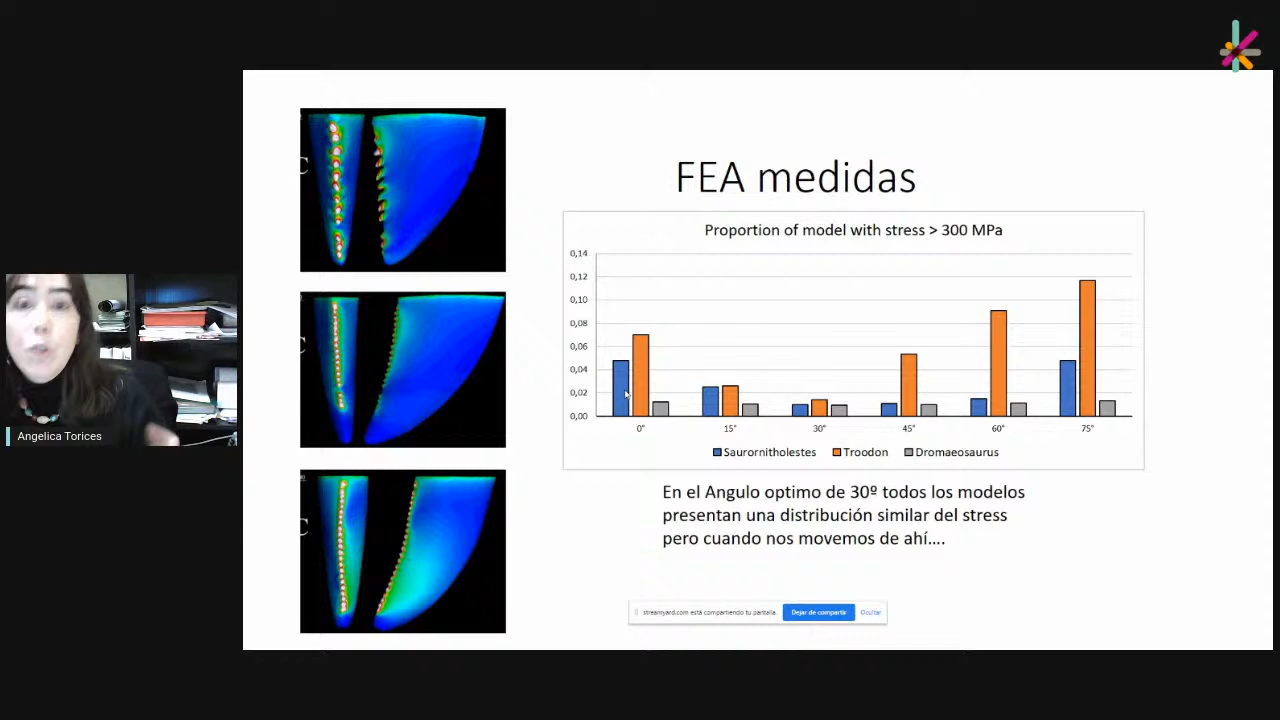 FEA medidas
Proportion of model with stress > 300 MPa
0,14
0,12
0,10
0,08
0,06
0,04
0,02
0,00
0° 15° 30° 45° 60° 75°
Saurornitholestes Troodon Dromaeosaurus
En el Angulo optimo de 30º todos los modelos
presentan una distribución similar del stress
pero cuando nos movemos de ahí....
streamyard.com está compartiendo tu pantalla. Dejar de compartir Ocultar
Angelica Torices
C
C
C